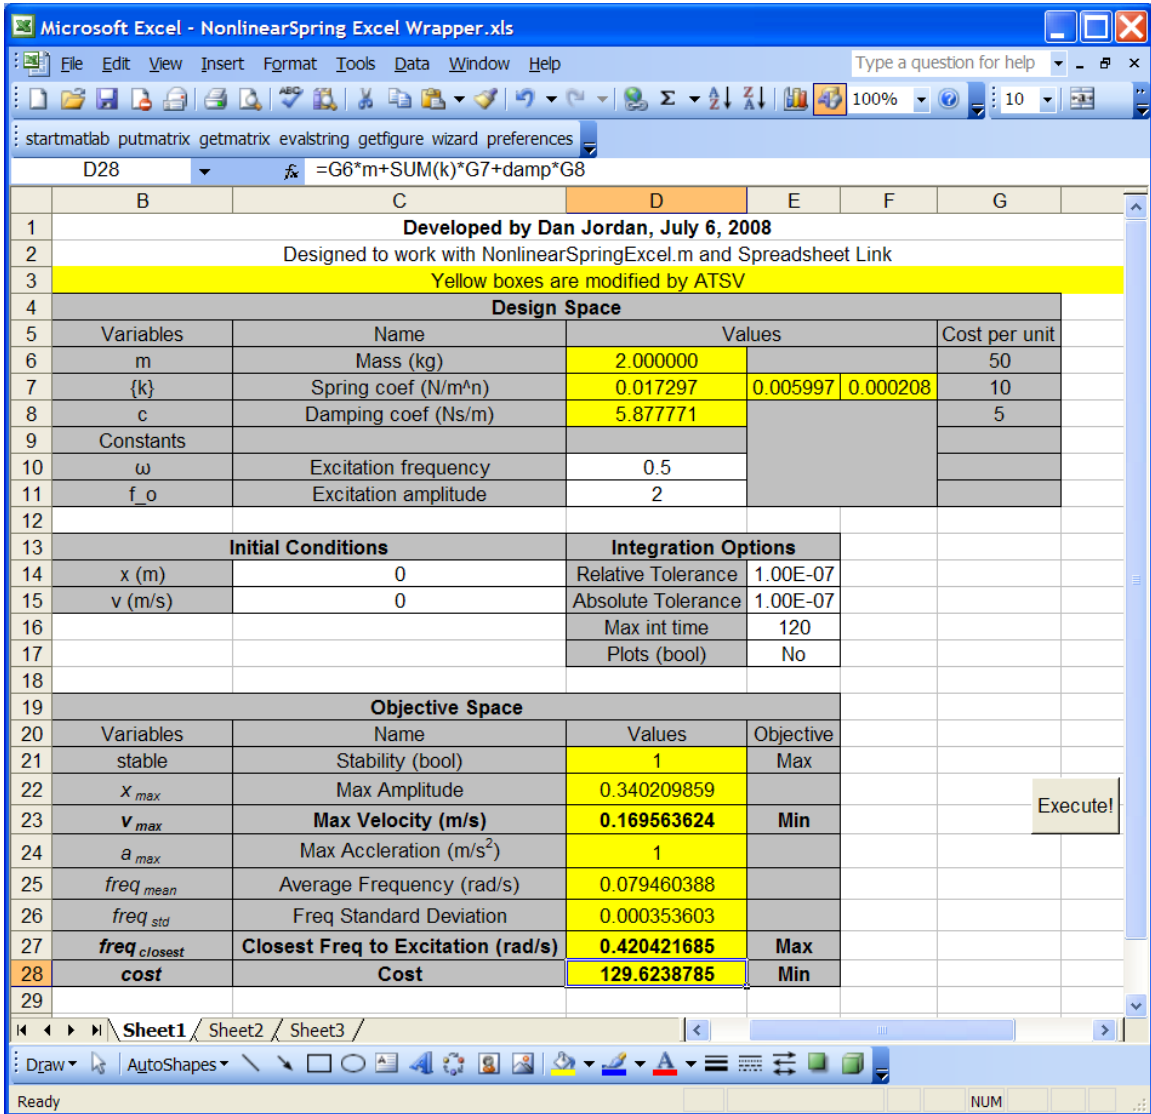 Microsoft Excel - NonlinearSpring Excel Wrapper.xls
File Edit View Insert Format Tools Data Window Help Type a question for help
100% 10
startmatlab putmatrix getmatrix evalstring getfigure wizard preferences
D28 fx =G6*m+SUM(k)*G7+damp*G8
B C D E F G
1 Developed by Dan Jordan, July 6, 2008
2 Designed to work with NonlinearSpringExcel.m and Spreadsheet Link
3 Yellow boxes are modified by ATSV
4 Design Space
5 Variables Name Values Cost per unit
6 m Mass (kg) 2.000000 50
7 {k} Spring coef (N/m^n) 0.017297 0.005997 0.000208 10
8 c Damping coef (Ns/m) 5.877771 5
9 Constants
10 ω Excitation frequency 0.5
11 f_o Excitation amplitude 2
12
13 Initial Conditions Integration Options
14 x (m) 0 Relative Tolerance 1.00E-07
15 v (m/s) 0 Absolute Tolerance 1.00E-07
16 Max int time 120
17 Plots (bool) No
18
19 Objective Space
20 Variables Name Values Objective
21 stable Stability (bool) 1 Max
22 x max Max Amplitude 0.340209859
Execute!
23 v max Max Velocity (m/s) 0.169563624 Min
24 a max Max Accleration (m/s²) 1
25 freq mean Average Frequency (rad/s) 0.079460388
26 freq std Freq Standard Deviation 0.000353603
27 freq closest Closest Freq to Excitation (rad/s) 0.420421685 Max
28 cost Cost 129.6238785 Min
29
Sheet1 Sheet2 Sheet3
Draw AutoShapes
Ready NUM